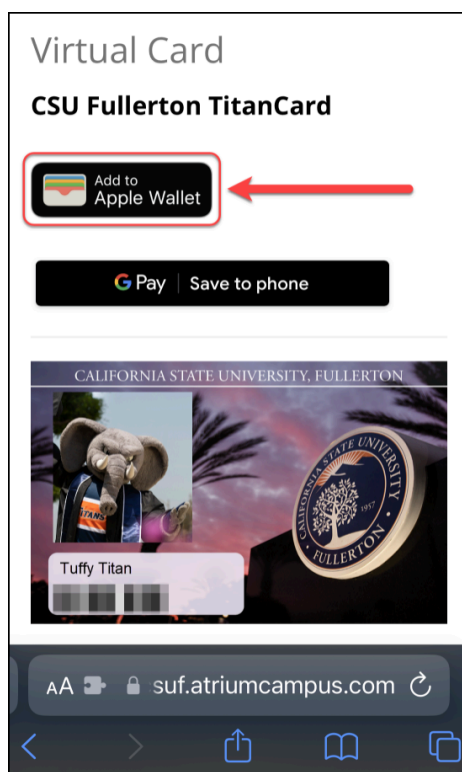 Virtual Card
CSU Fullerton TitanCard
Add to
Apple Wallet
G Pay | Save to phone
CALIFORNIA STATE UNIVERSITY, FULLERTON
TITANS
CALIFORNIA STATE UNIVERSITY
1957
FULLERTON
Tuffy Titan
AA suf.atriumcampus.com